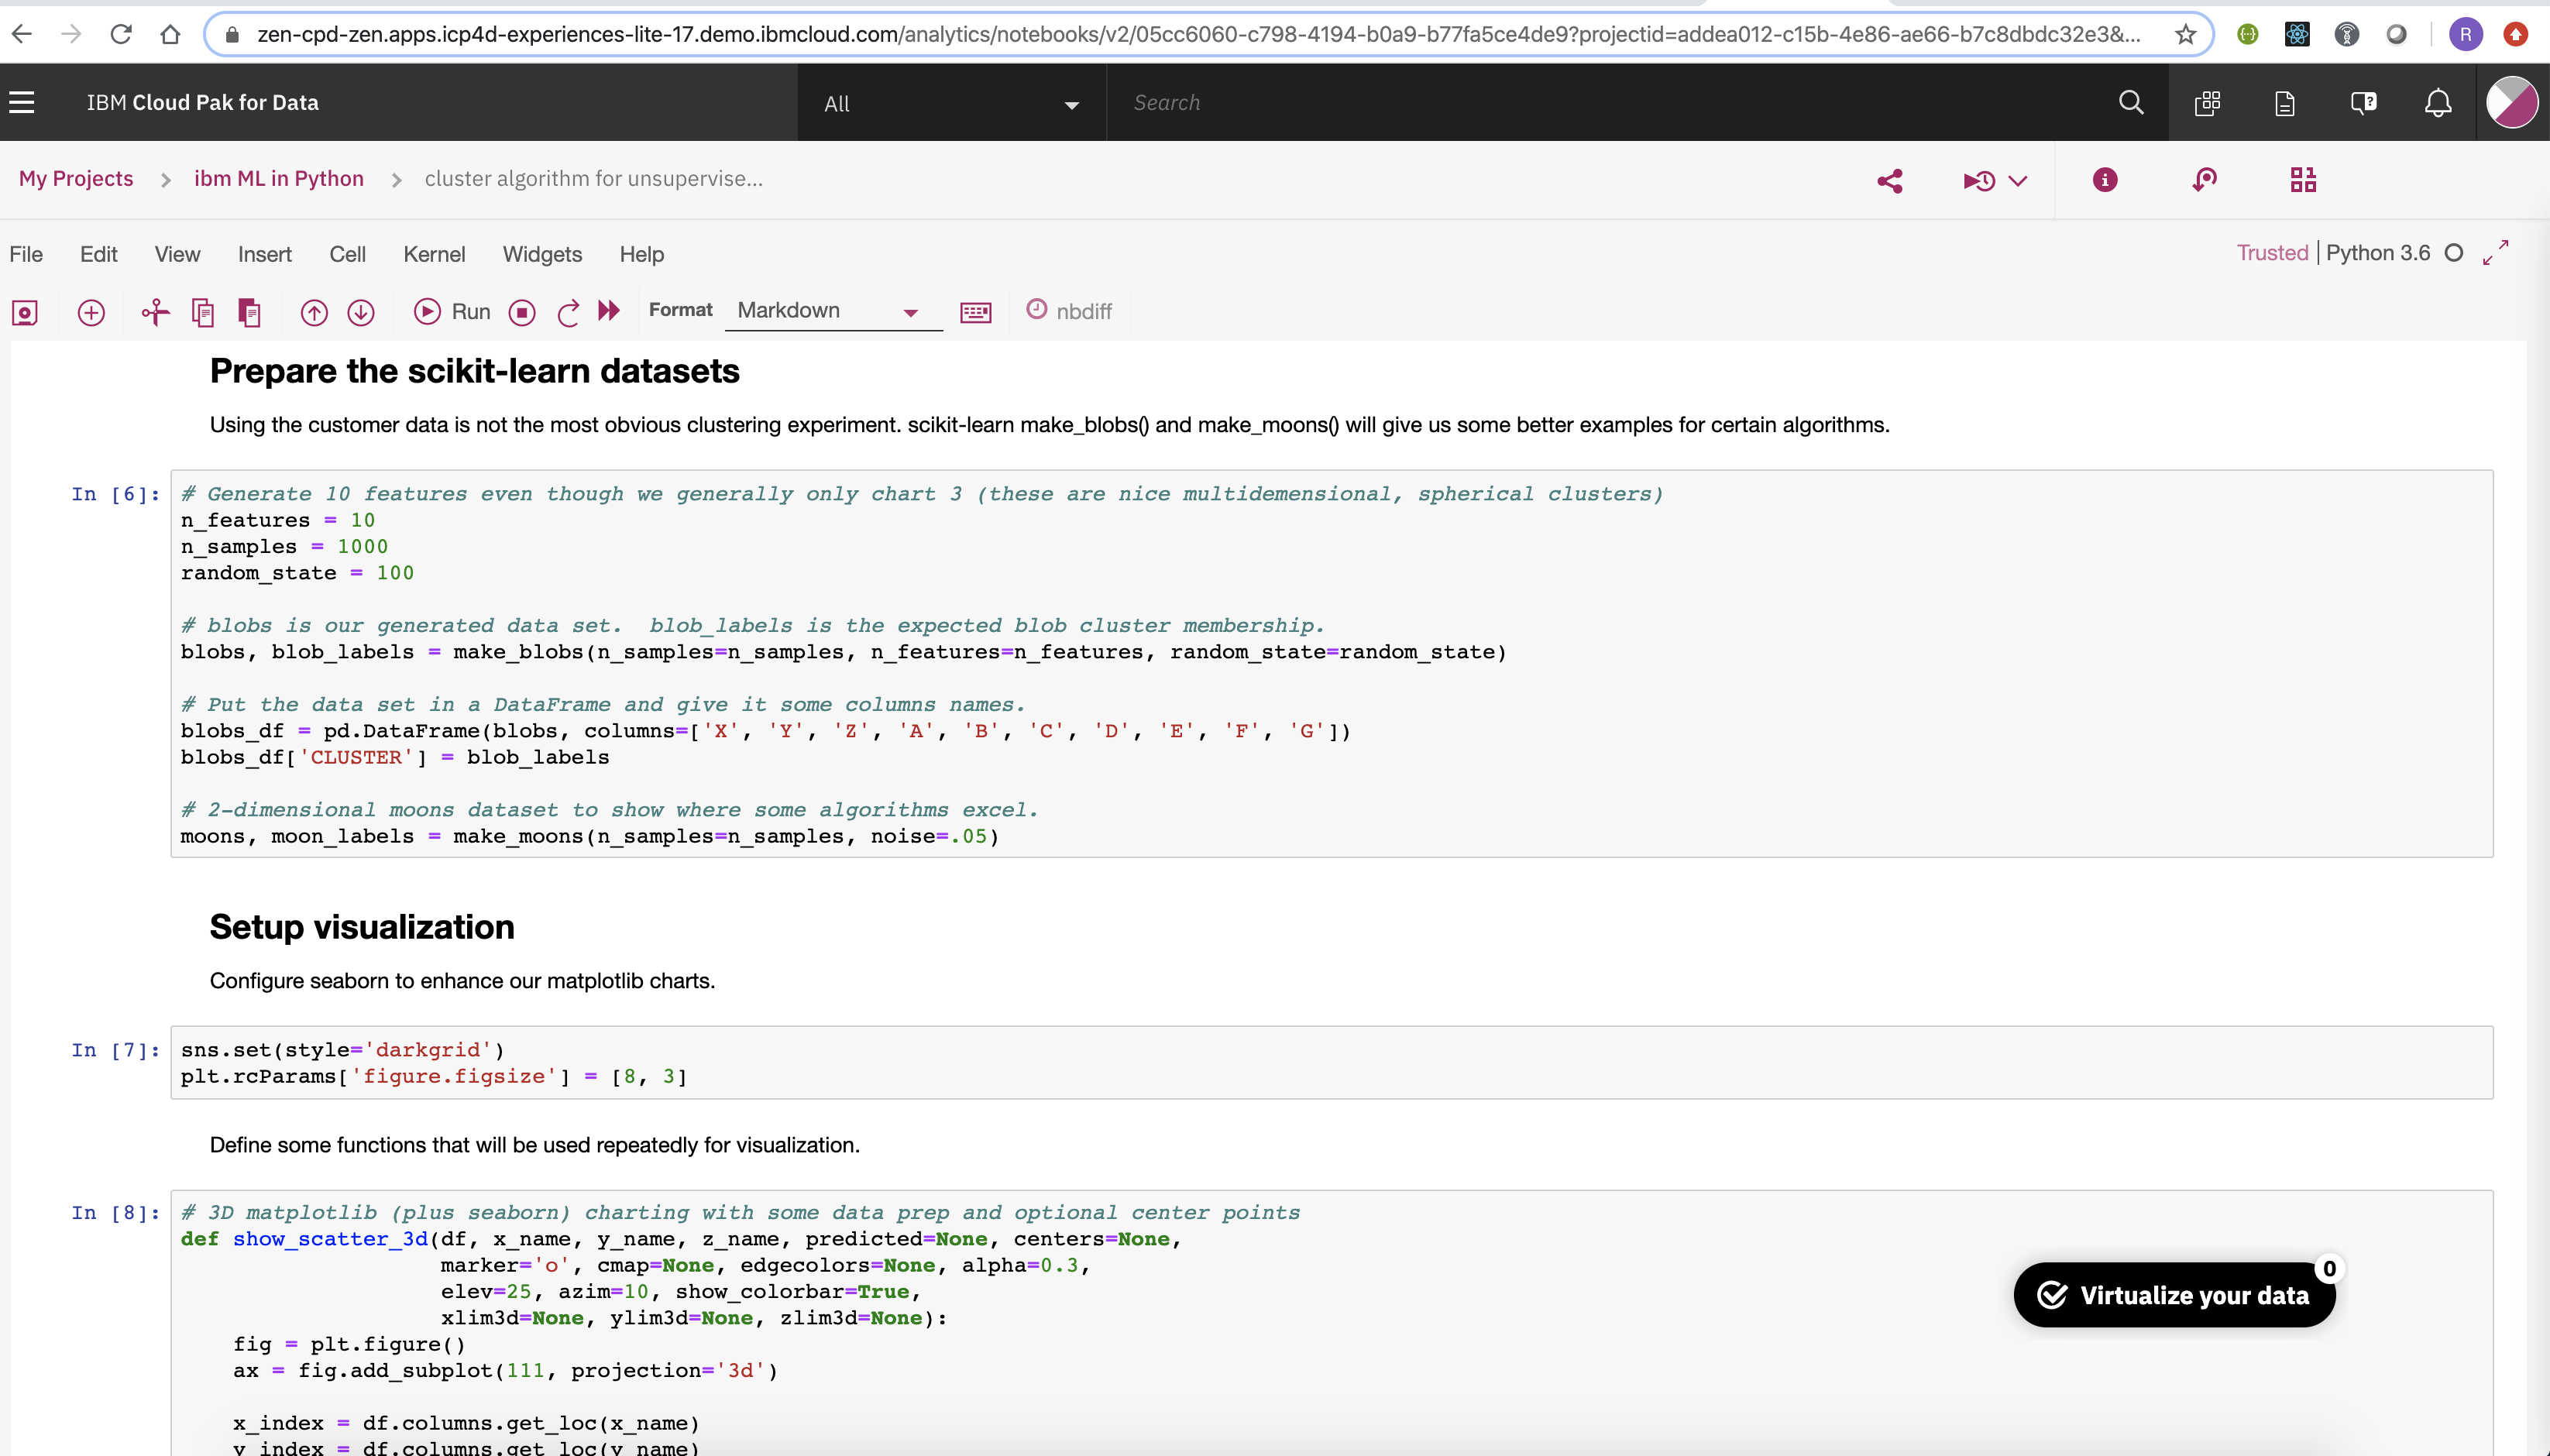 zen-cpd-zen.apps.icp4d-experiences-lite-17.demo.ibmcloud.com/analytics/notebooks/v2/05cc6060-c798-4194-b0a9-b77fa5ce4de9?projectid=addea012-c15b-4e86-ae66-b7c8dbdc32e3&... R
IBM Cloud Pak for Data All Search
My Projects > ibm ML in Python > cluster algorithm for unsupervise...
File Edit View Insert Cell Kernel Widgets Help Trusted | Python 3.6
Run Format Markdown nbdiff
Prepare the scikit-learn datasets
Using the customer data is not the most obvious clustering experiment. scikit-learn make_blobs() and make_moons() will give us some better examples for certain algorithms.
In [6]: # Generate 10 features even though we generally only chart 3 (these are nice multidemensional, spherical clusters)
n_features = 10
n_samples = 1000
random_state = 100
# blobs is our generated data set.  blob_labels is the expected blob cluster membership.
blobs, blob_labels = make_blobs(n_samples=n_samples, n_features=n_features, random_state=random_state)
# Put the data set in a DataFrame and give it some columns names.
blobs_df = pd.DataFrame(blobs, columns=['X', 'Y', 'Z', 'A', 'B', 'C', 'D', 'E', 'F', 'G'])
blobs_df['CLUSTER'] = blob_labels
# 2-dimensional moons dataset to show where some algorithms excel.
moons, moon_labels = make_moons(n_samples=n_samples, noise=.05)
Setup visualization
Configure seaborn to enhance our matplotlib charts.
In [7]: sns.set(style='darkgrid')
plt.rcParams['figure.figsize'] = [8, 3]
Define some functions that will be used repeatedly for visualization.
In [8]: # 3D matplotlib (plus seaborn) charting with some data prep and optional center points
def show_scatter_3d(df, x_name, y_name, z_name, predicted=None, centers=None,
marker='o', cmap=None, edgecolors=None, alpha=0.3,
elev=25, azim=10, show_colorbar=True,
xlim3d=None, ylim3d=None, zlim3d=None):
fig = plt.figure()
ax = fig.add_subplot(111, projection='3d')
x_index = df.columns.get_loc(x_name)
y_index = df.columns.get_loc(y_name)
Virtualize your data 0